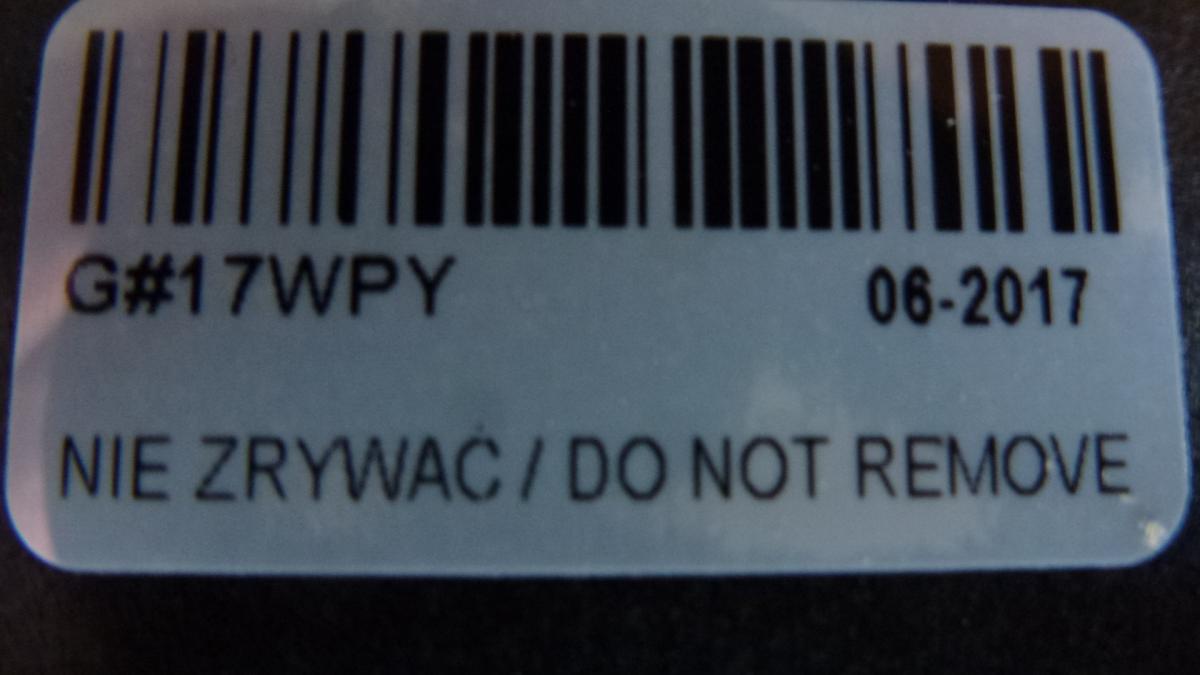 G#17WPY 06-2017
NIE ZRYWAĆ / DO NOT REMOVE